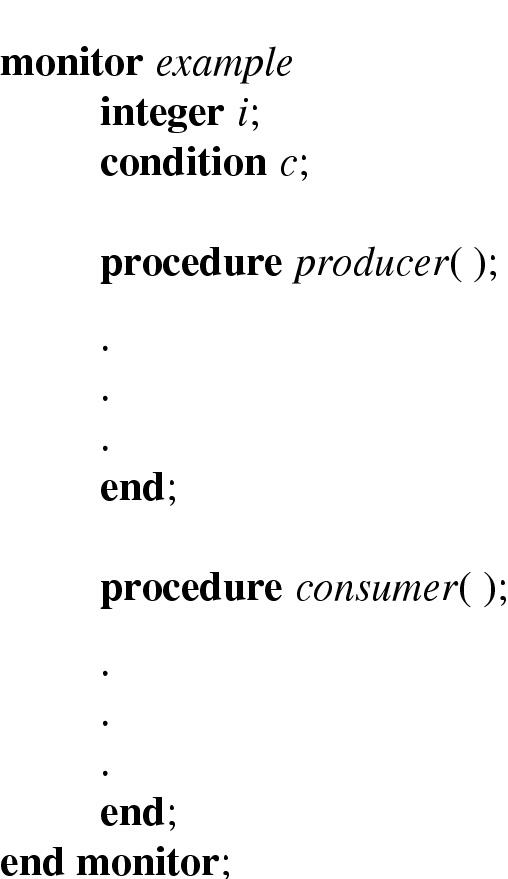 monitor example
integer i;
condition c;
procedure producer( );
.
.
.
end;
procedure consumer( );
.
.
.
end;
end monitor;